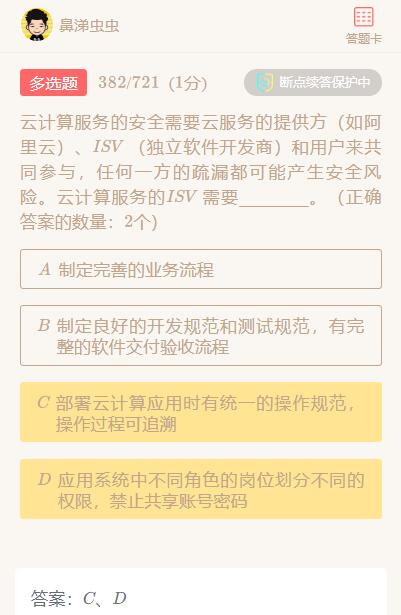 鼻涕虫虫
答题卡
多选题 382/721（1分）
断点续答保护中
云计算服务的安全需要云服务的提供方（如阿
里云）、ISV（独立软件开发商）和用户来共
同参与，任何一方的疏漏都可能产生安全风
险。云计算服务的ISV 需要_______。（正确
答案的数量：2个）
A 制定完善的业务流程
B 制定良好的开发规范和测试规范，有完
整的软件交付验收流程
C 部署云计算应用时有统一的操作规范，
操作过程可追溯
D 应用系统中不同角色的岗位划分不同的
权限，禁止共享账号密码
答案：C、D